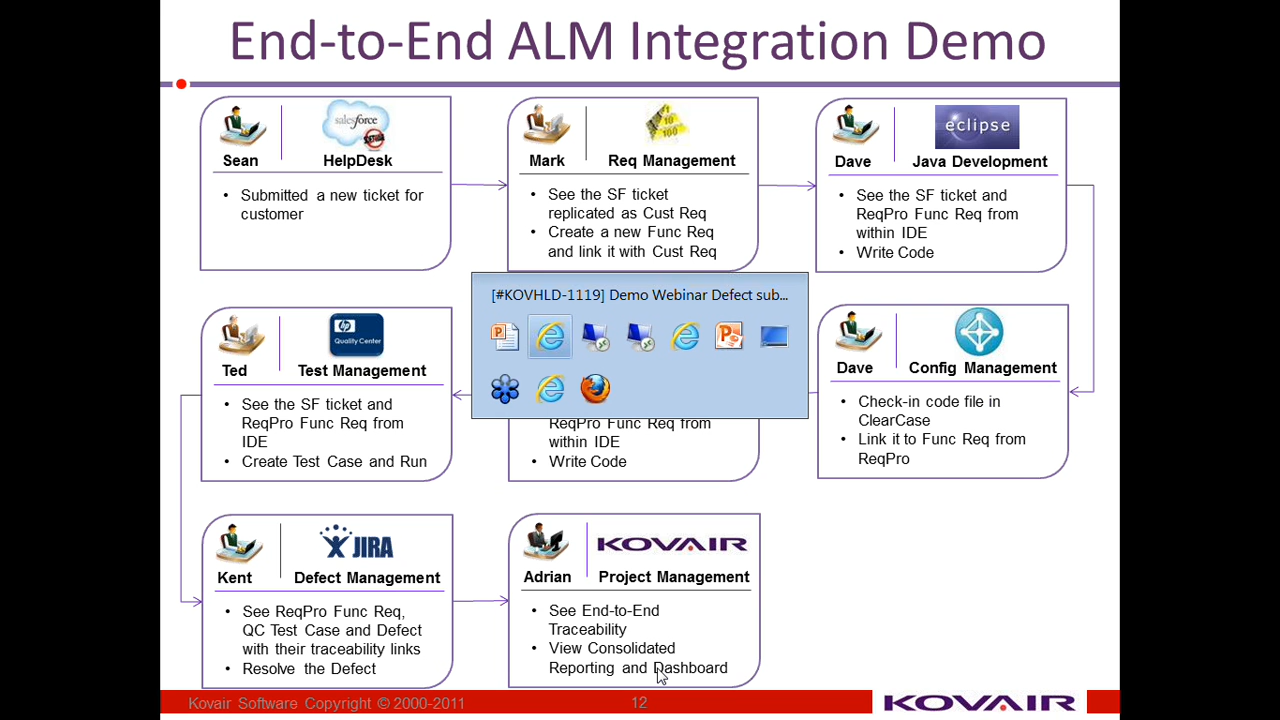 End-to-End ALM Integration Demo
salesforce
Sean
HelpDesk
• Submitted a new ticket for
customer
1
10
100
Mark
Req Management
• See the SF ticket
replicated as Cust Req
• Create a new Func Req
and link it with Cust Req
eclipse
Dave
Java Development
• See the SF ticket and
ReqPro Func Req from
within IDE
• Write Code
[#KOVHLD-1119] Demo Webinar Defect sub...
hp
Quality Center
Ted
Test Management
• See the SF ticket and
ReqPro Func Req from
IDE
• Create Test Case and Run
ReqPro Func Req from
within IDE
• Write Code
Dave
Config Management
• Check-in code file in
ClearCase
• Link it to Func Req from
ReqPro
JIRA
Kent
Defect Management
• See ReqPro Func Req,
QC Test Case and Defect
with their traceability links
• Resolve the Defect
KOVAIR
Adrian
Project Management
• See End-to-End
Traceability
• View Consolidated
Reporting and Dashboard
Kovair Software Copyright © 2000-2011
12
KOVAIR